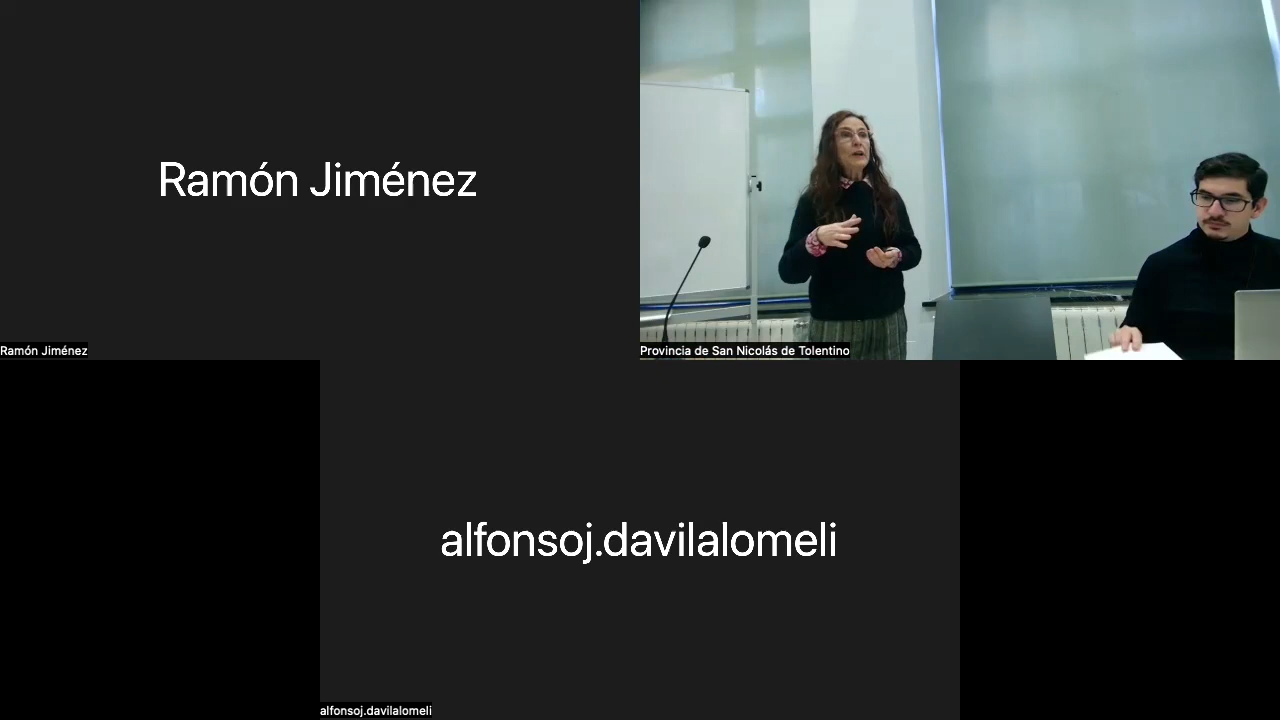 Ramón Jiménez
Ramón Jiménez
Provincia de San Nicolás de Tolentino
alfonsoj.davilalomeli
alfonsoj.davilalomeli